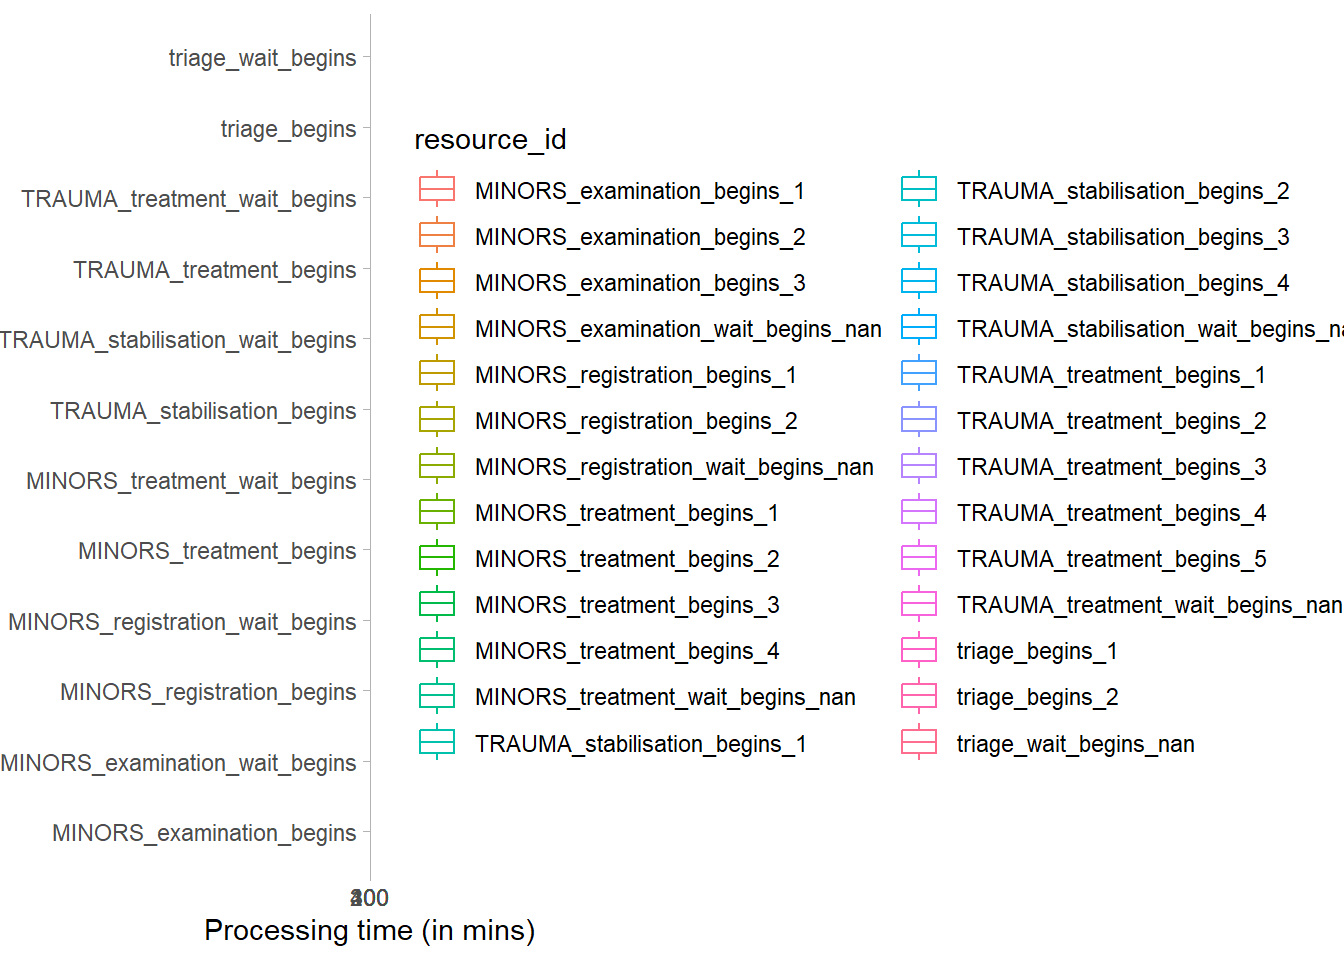 triage_wait_begins
triage_begins
TRAUMA_treatment_wait_begins
TRAUMA_treatment_begins
TRAUMA_stabilisation_wait_begins
TRAUMA_stabilisation_begins
MINORS_treatment_wait_begins
MINORS_treatment_begins
MINORS_registration_wait_begins
MINORS_registration_begins
MINORS_examination_wait_begins
MINORS_examination_begins
Processing time (in mins)
resource_id
MINORS_examination_begins_1
MINORS_examination_begins_2
MINORS_examination_begins_3
MINORS_examination_wait_begins_nan
MINORS_registration_begins_1
MINORS_registration_begins_2
MINORS_registration_wait_begins_nan
MINORS_treatment_begins_1
MINORS_treatment_begins_2
MINORS_treatment_begins_3
MINORS_treatment_begins_4
MINORS_treatment_wait_begins_nan
TRAUMA_stabilisation_begins_1
TRAUMA_stabilisation_begins_2
TRAUMA_stabilisation_begins_3
TRAUMA_stabilisation_begins_4
TRAUMA_stabilisation_wait_begins_na
TRAUMA_treatment_begins_1
TRAUMA_treatment_begins_2
TRAUMA_treatment_begins_3
TRAUMA_treatment_begins_4
TRAUMA_treatment_begins_5
TRAUMA_treatment_wait_begins_nan
triage_begins_1
triage_begins_2
triage_wait_begins_nan